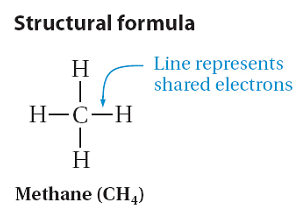 Structural formula
H
Line represents
shared electrons
H—C—H
H
Methane (CH₄)